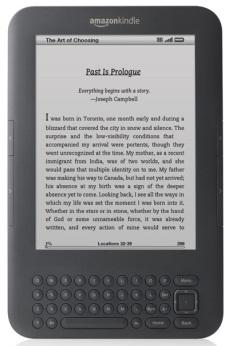 amazonkindle
The Art of Choosing 3G
Past Is Prologue
Everything begins with a story.
—Joseph Campbell
I was born in Toronto, one month early and during a
blizzard that covered the city in snow and silence. The
surprise and the low-visibility conditions that
accompanied my arrival were portents, though they
went unrecognized at the time. My mother, as a recent
immigrant from India, was of two worlds, and she
would pass that multiple identity on to me. My father
was making his way to Canada, but had not yet arrived;
his absence at my birth was a sign of the deeper
absence yet to come. Looking back, I see all the ways in
which my life was set the moment I was born into it.
Whether in the stars or in stone, whether by the hand
of God or some unnameable force, it was already
written, and every action of mine would serve to
1% Locations 32-39
Menu
Home Back